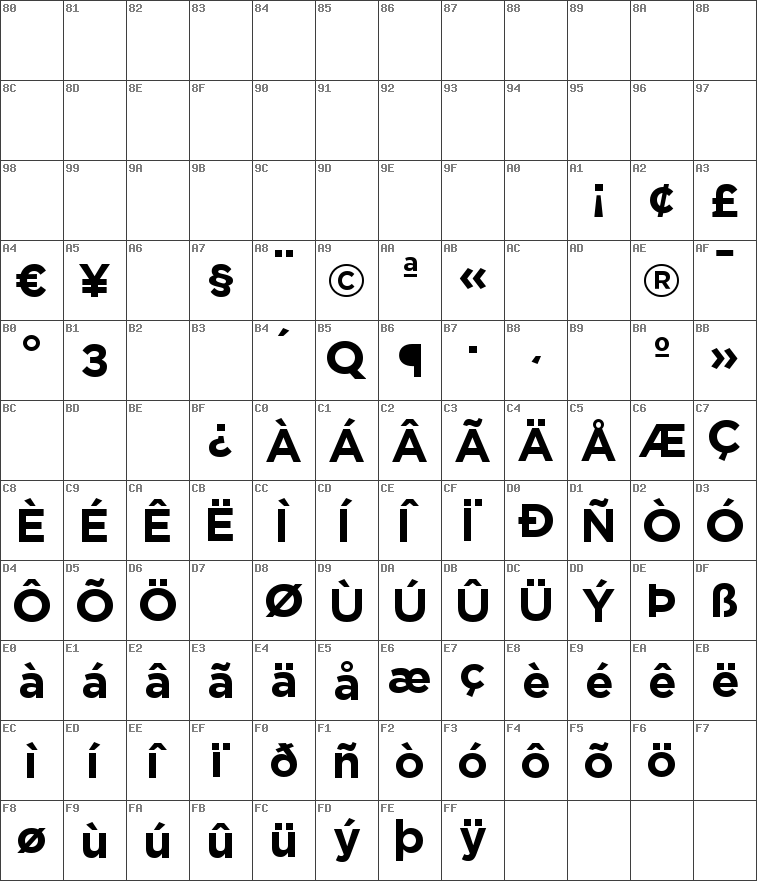 80 81 82 83 84 85 86 87 88 89 8A 8B
8C 8D 8E 8F 90 91 92 93 94 95 96 97
98 99 9A 9B 9C 9D 9E 9F A0 A1 A2 A3
¡ ¢ £
A4 A5 A6 A7 A8 A9 AA AB AC AD AE AF
€ ¥ § ¨ © ª « ® ¯
B0 B1 B2 B3 B4 B5 B6 B7 B8 B9 BA BB
° 3 ´ Q ¶ · ¸ º »
BC BD BE BF C0 C1 C2 C3 C4 C5 C6 C7
¿ À Á Â Ã Ä Å Æ Ç
C8 C9 CA CB CC CD CE CF D0 D1 D2 D3
È É Ê Ë Ì Í Î Ï Ð Ñ Ò Ó
D4 D5 D6 D7 D8 D9 DA DB DC DD DE DF
Ô Õ Ö Ø Ù Ú Û Ü Ý Þ ß
E0 E1 E2 E3 E4 E5 E6 E7 E8 E9 EA EB
à á â ã ä å æ ç è é ê ë
EC ED EE EF F0 F1 F2 F3 F4 F5 F6 F7
ì í î ï ð ñ ò ó ô õ ö
F8 F9 FA FB FC FD FE FF
ø ù ú û ü ý þ ÿ